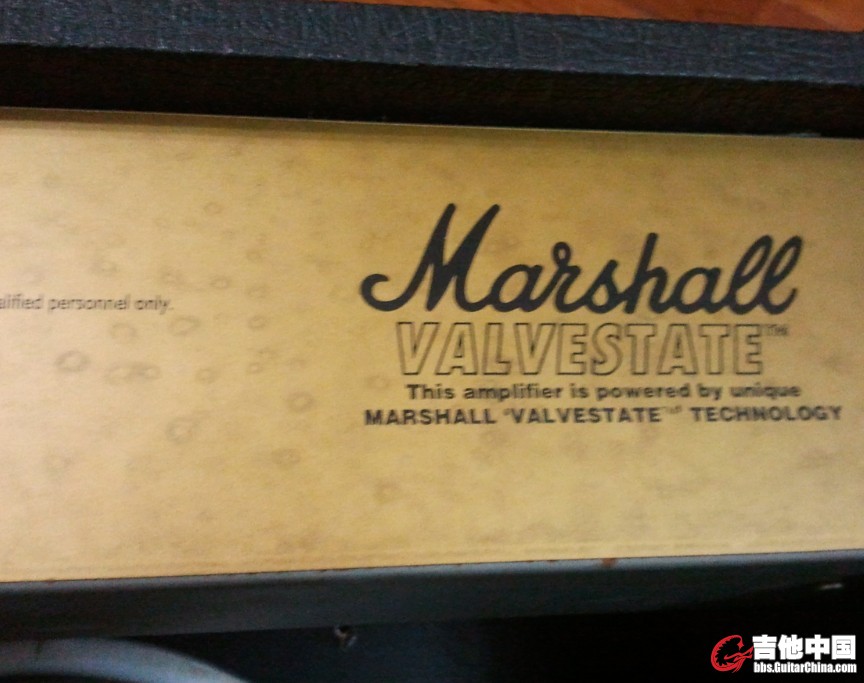 Marshall
VALVESTATE™
alified personnel only.
This amplifier is powered by unique
MARSHALL "VALVESTATE"™ TECHNOLOGY
吉他中国
bbs.GuitarChina.com